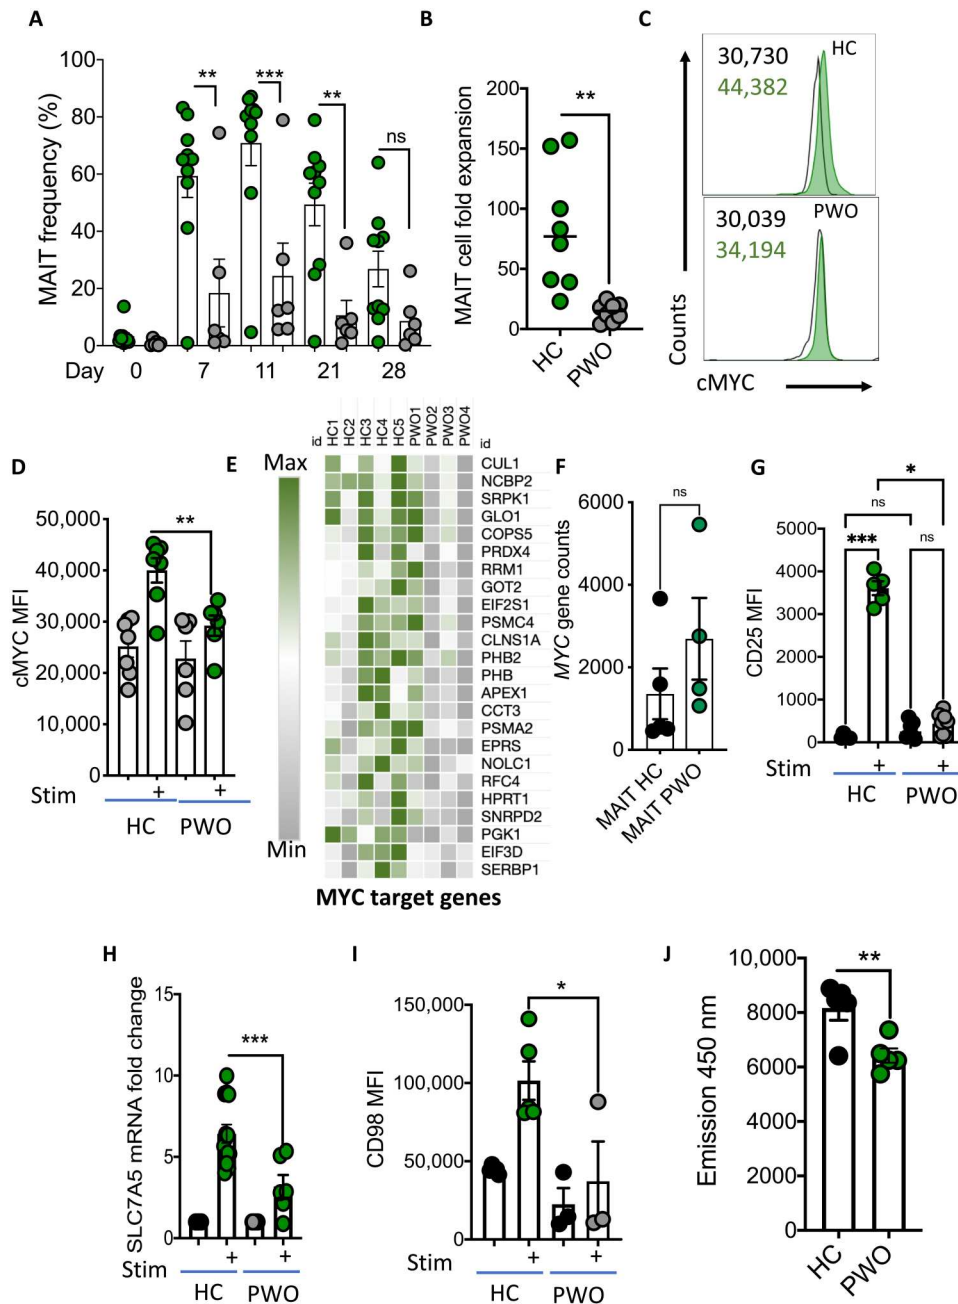 A
100
80
60
40
20
0
MAIT frequency (%)
**
***
**
ns
Day 0 7 11 21 28
B
200
150
100
50
0
MAIT cell fold expansion
**
HC
PWO
C
30,730
44,382
HC
30,039
34,194
PWO
Counts
cMYC
D
50,000
40,000
30,000
20,000
10,000
0
cMYC MFI
**
Stim + +
HC PWO
E
Max
Min
id HC1 HC2 HC3 HC4 HC5 PWO1 PWO2 PWO3 PWO4 id
CUL1
NCBP2
SRPK1
GLO1
COPS5
PRDX4
RRM1
GOT2
EIF2S1
PSMC4
CLNS1A
PHB2
PHB
APEX1
CCT3
PSMA2
EPRS
NOLC1
RFC4
HPRT1
SNRPD2
PGK1
EIF3D
SERBP1
MYC target genes
F
6000
4000
2000
0
MYC gene counts
ns
MAIT HC
MAIT PWO
G
5000
4000
3000
2000
1000
0
CD25 MFI
*
ns
***
ns
Stim + +
HC PWO
H
15
10
5
0
SLC7A5 mRNA fold change
***
Stim + +
HC PWO
I
150,000
100,000
50,000
0
CD98 MFI
*
Stim + +
HC PWO
J
10,000
8000
6000
4000
2000
0
Emission 450 nm
**
HC
PWO